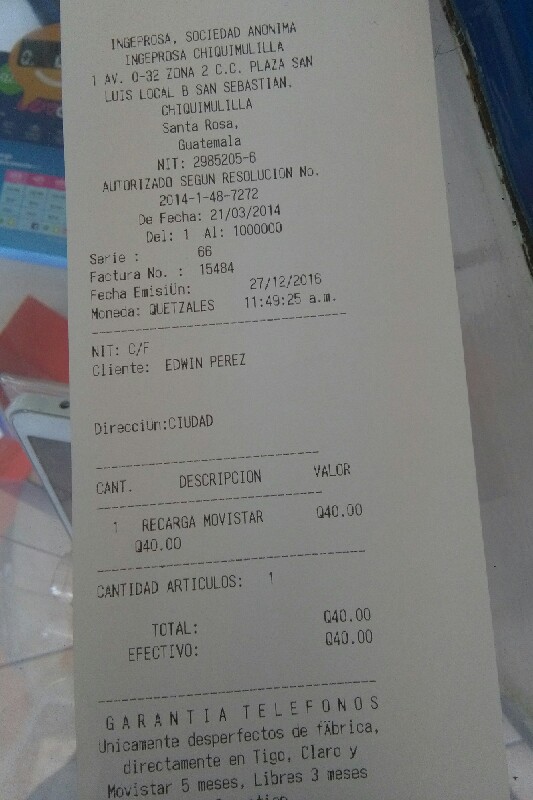 INGEPROSA, SOCIEDAD ANONIMA
INGEPROSA CHIQUIMULILLA
1 AV. 0-32 ZONA 2 C.C. PLAZA SAN
LUIS LOCAL B SAN SEBASTIAN.
CHIQUIMULILLA
Santa Rosa,
Guatemala
NIT: 2985205-6
AUTORIZADO SEGUN RESOLUCION No.
2014-1-48-7272
De Fecha: 21/03/2014
Del: 1 Al: 1000000
Serie : 66
Factura No. : 15484
Fecha EmisiÜn: 27/12/2016
Moneda: QUETZALES 11:49:25 a.m.
NIT: C/F
Cliente: EDWIN PEREZ
DirecciÜn:CIUDAD
CANT. DESCRIPCION VALOR
1 RECARGA MOVISTAR Q40.00
Q40.00
CANTIDAD ARTICULOS: 1
TOTAL: Q40.00
EFECTIVO: Q40.00
G A R A N T I A T E L E F O N O S
Unicamente desperfectos de fÄbrica,
directamente en Tigo, Claro y
Movistar 5 meses, Libres 3 meses